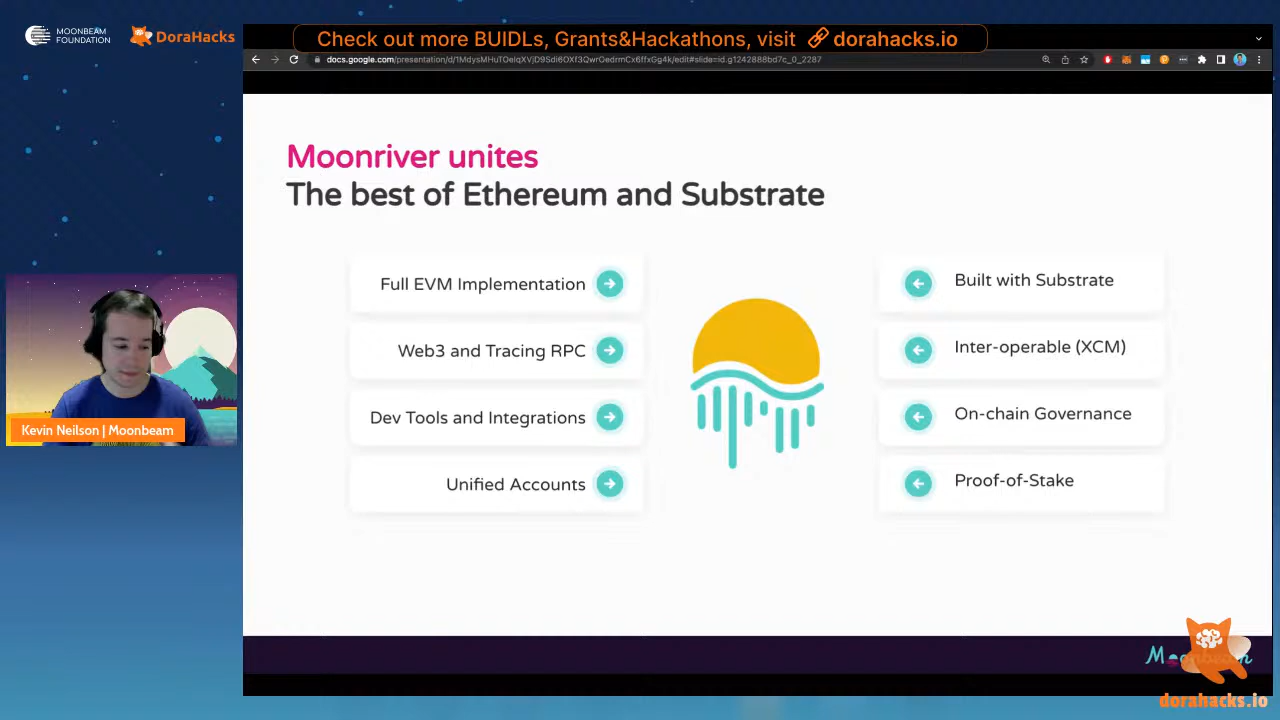 MOONBEAM
FOUNDATION
DoraHacks
Check out more BUIDLs, Grants&Hackathons, visit dorahacks.io
Moonriver unites
The best of Ethereum and Substrate
Full EVM Implementation
Web3 and Tracing RPC
Dev Tools and Integrations
Unified Accounts
Built with Substrate
Inter-operable (XCM)
On-chain Governance
Proof-of-Stake
Kevin Neilson | Moonbeam
Moonbeam
dorahacks.io